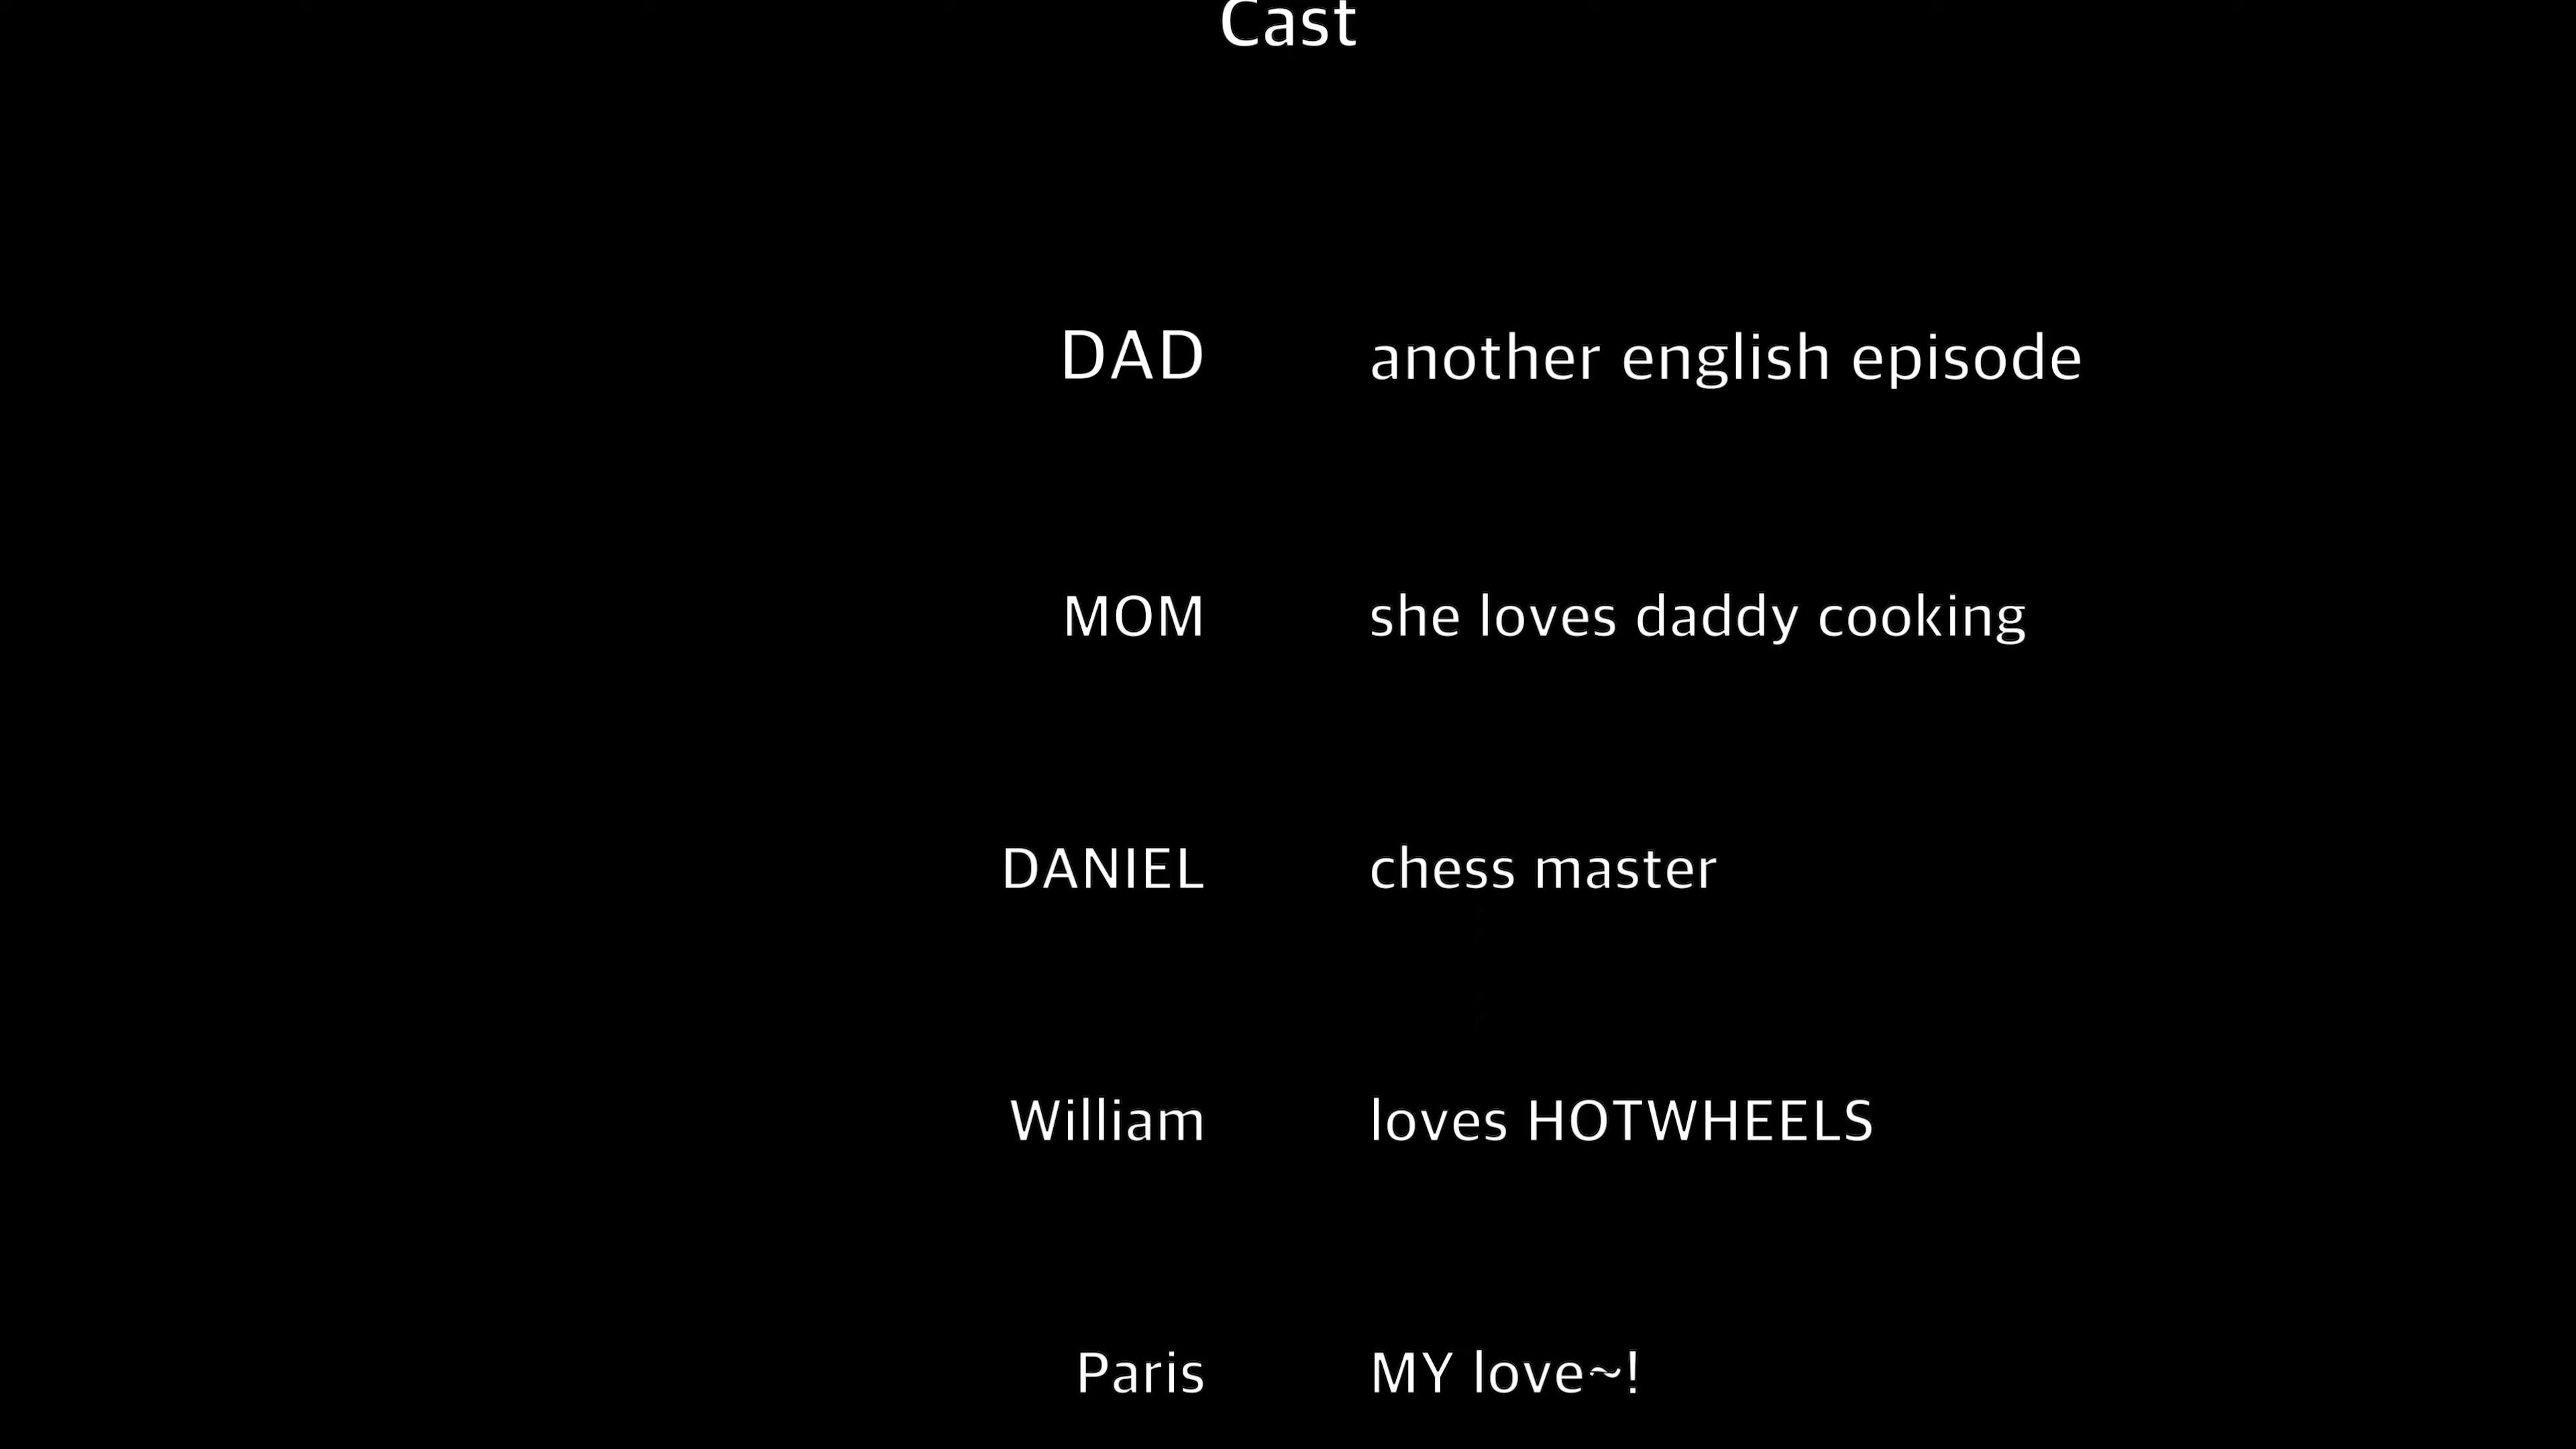 Cast
DAD another english episode
MOM she loves daddy cooking
DANIEL chess master
William loves HOTWHEELS
Paris MY love~!